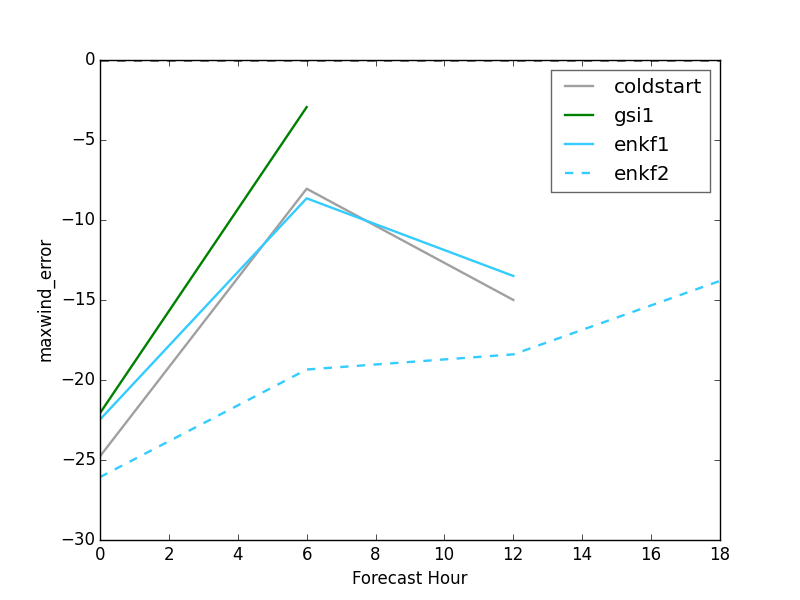 0
−5
−10
−15
−20
−25
−30
maxwind_error
0 2 4 6 8 10 12 14 16 18
Forecast Hour
coldstart
gsi1
enkf1
enkf2